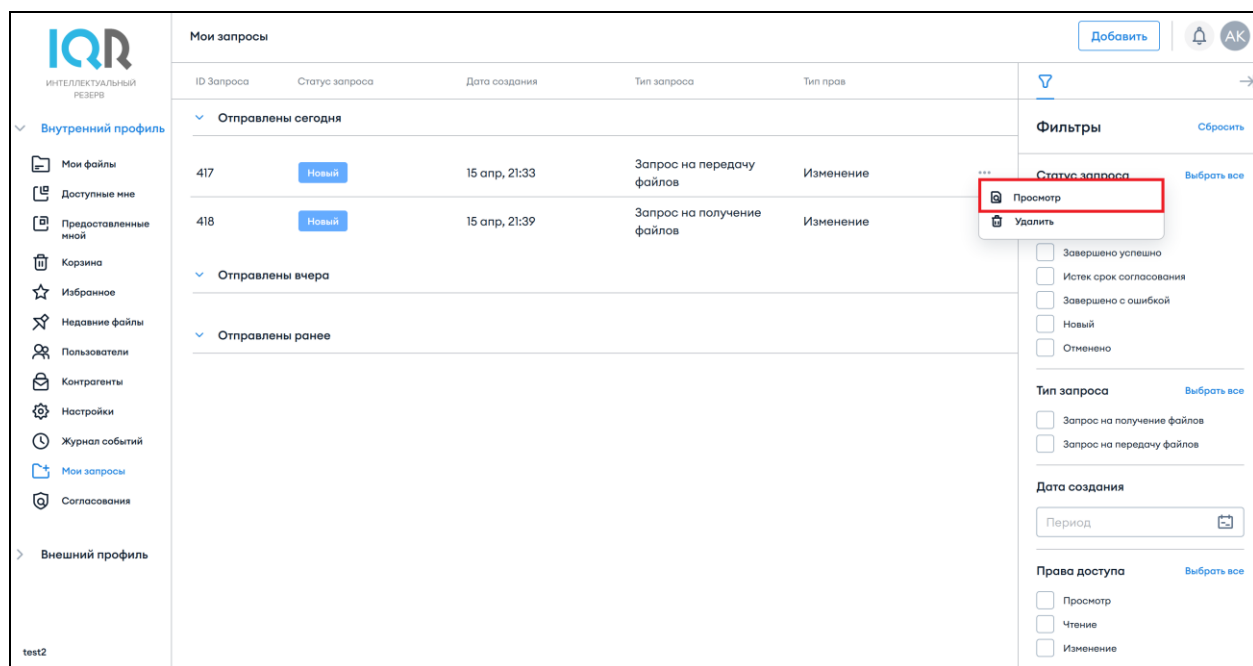 IQR
ИНТЕЛЛЕКТУАЛЬНЫЙ
РЕЗЕРВ
Внутренний профиль
Мои файлы
Доступные мне
Предоставленные
мной
Корзина
Избранное
Недавние файлы
Пользователи
Контрагенты
Настройки
Журнал событий
Мои запросы
Согласования
Внешний профиль
test2
Мои запросы
Добавить
AK
ID Запроса Статус запроса Дата создания Тип запроса Тип прав
Отправлены сегодня
417 Новый 15 апр, 21:33 Запрос на передачу
файлов Изменение
418 Новый 15 апр, 21:39 Запрос на получение
файлов Изменение
Отправлены вчера
Отправлены ранее
Просмотр
Удалить
Фильтры Сбросить
Статус запроса Выбрать все
Завершено успешно
Истек срок согласования
Завершено с ошибкой
Новый
Отменено
Тип запроса Выбрать все
Запрос на получение файлов
Запрос на передачу файлов
Дата создания
Период
Права доступа Выбрать все
Просмотр
Чтение
Изменение